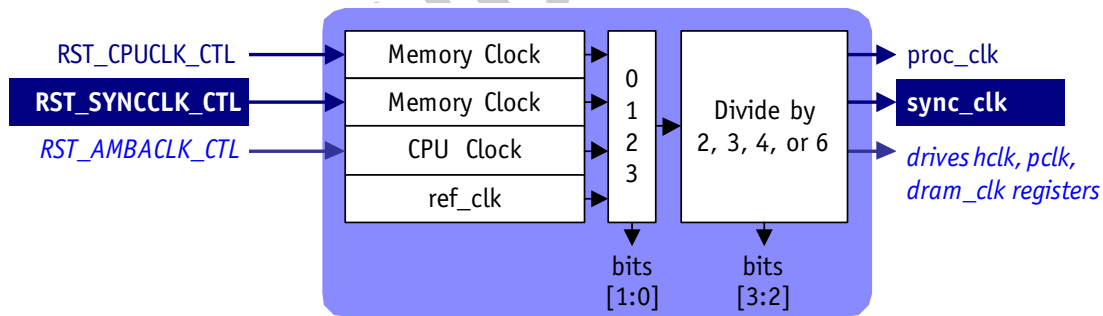 RST_CPUCLK_CTL Memory Clock proc_clk
RST_SYNCCLK_CTL Memory Clock sync_clk
RST_AMBACLK_CTL CPU Clock drives hclk, pclk,
dram_clk registers
ref_clk
0
1
2
3
Divide by
2, 3, 4, or 6
bits
[1:0]
bits
[3:2]